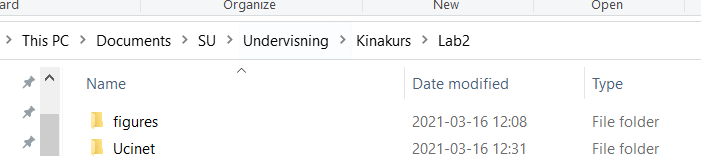 ard Organize New Open
This PC Documents SU Undervisning Kinakurs Lab2
Name Date modified Type
figures 2021-03-16 12:08 File folder
Ucinet 2021-03-16 12:31 File folder